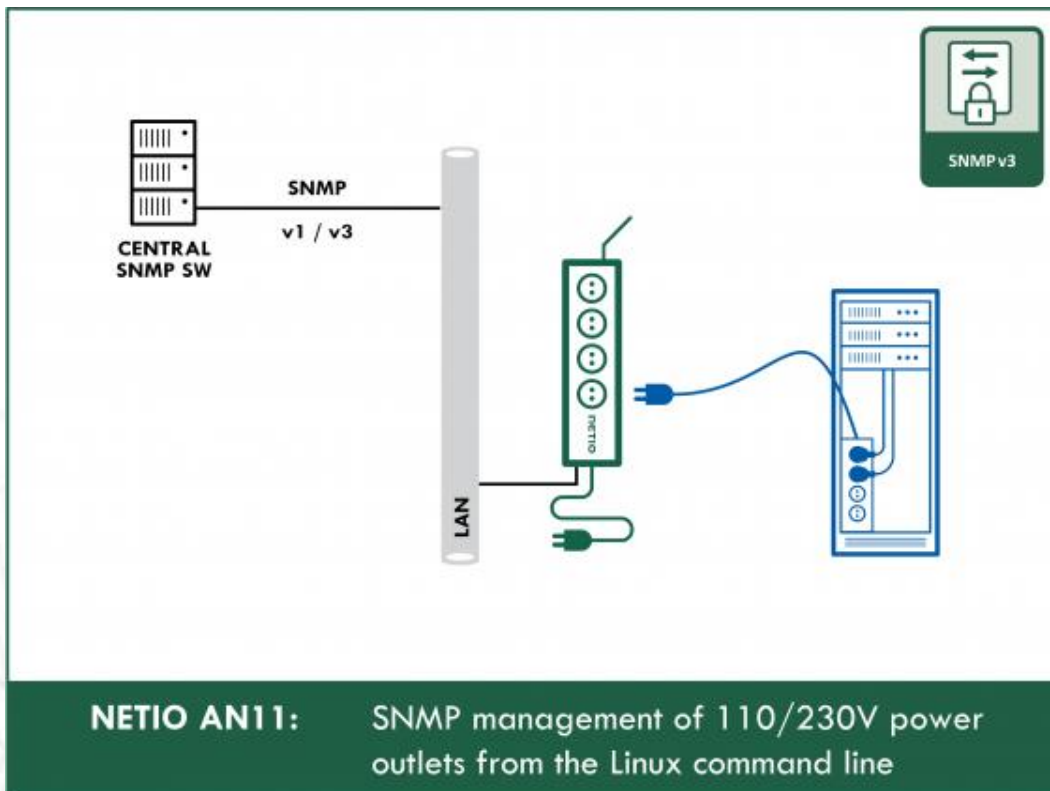 SNMP v3
SNMP
v1 / v3
CENTRAL
SNMP SW
NETIO
LAN
NETIO AN11: SNMP management of 110/230V power
outlets from the Linux command line